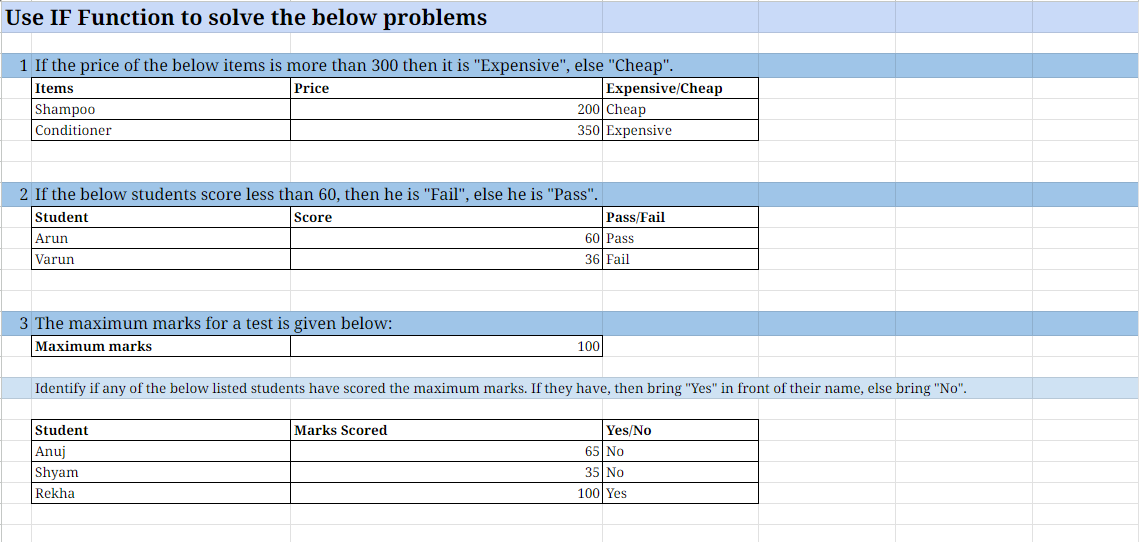 Use IF Function to solve the below problems
1 If the price of the below items is more than 300 then it is "Expensive", else "Cheap".
Items Price Expensive/Cheap
Shampoo 200 Cheap
Conditioner 350 Expensive
2 If the below students score less than 60, then he is "Fail", else he is "Pass".
Student Score Pass/Fail
Arun 60 Pass
Varun 36 Fail
3 The maximum marks for a test is given below:
Maximum marks 100
Identify if any of the below listed students have scored the maximum marks. If they have, then bring "Yes" in front of their name, else bring "No".
Student Marks Scored Yes/No
Anuj 65 No
Shyam 35 No
Rekha 100 Yes